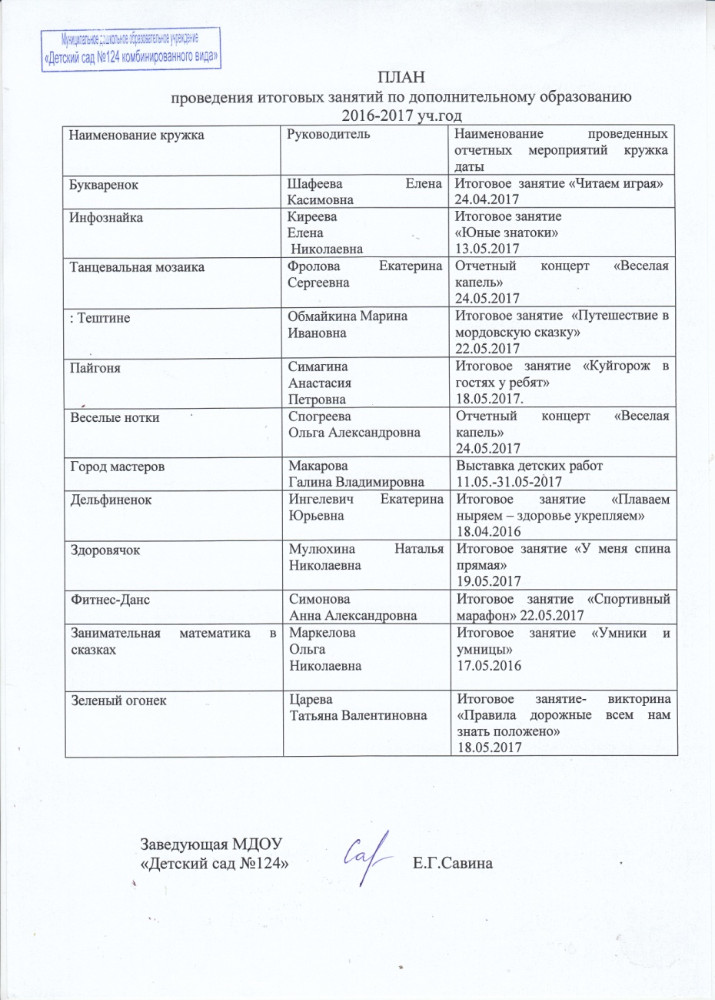 Муниципальное дошкольное образовательное учреждение
«Детский сад №124 комбинированного вида»
ПЛАН
проведения итоговых занятий по дополнительному образованию
2016-2017 уч.год
Наименование кружка
Руководитель
Наименование проведенных
отчетных мероприятий кружка
даты
Букваренок
Шафеева Елена
Касимовна
Итоговое занятие «Читаем играя»
24.04.2017
Инфознайка
Киреева
Елена
Николаевна
Итоговое занятие
«Юные знатоки»
13.05.2017
Танцевальная мозаика
Фролова Екатерина
Сергеевна
Отчетный концерт «Веселая
капель»
24.05.2017
: Тештине
Обмайкина Марина
Ивановна
Итоговое занятие «Путешествие в
мордовскую сказку»
22.05.2017
Пайгоня
Симагина
Анастасия
Петровна
Итоговое занятие «Куйгорож в
гостях у ребят»
18.05.2017.
Веселые нотки
Спогреева
Ольга Александровна
Отчетный концерт «Веселая
капель»
24.05.2017
Город мастеров
Макарова
Галина Владимировна
Выставка детских работ
11.05.-31.05-2017
Дельфиненок
Ингелевич Екатерина
Юрьевна
Итоговое занятие «Плаваем
ныряем – здоровье укрепляем»
18.04.2016
Здоровячок
Мулюхина Наталья
Николаевна
Итоговое занятие «У меня спина
прямая»
19.05.2017
Фитнес-Данс
Симонова
Анна Александровна
Итоговое занятие «Спортивный
марафон» 22.05.2017
Занимательная математика в
сказках
Маркелова
Ольга
Николаевна
Итоговое занятие «Умники и
умницы»
17.05.2016
Зеленый огонек
Царева
Татьяна Валентиновна
Итоговое занятие- викторина
«Правила дорожные всем нам
знать положено»
18.05.2017
Заведующая МДОУ
«Детский сад №124»
Е.Г.Савина